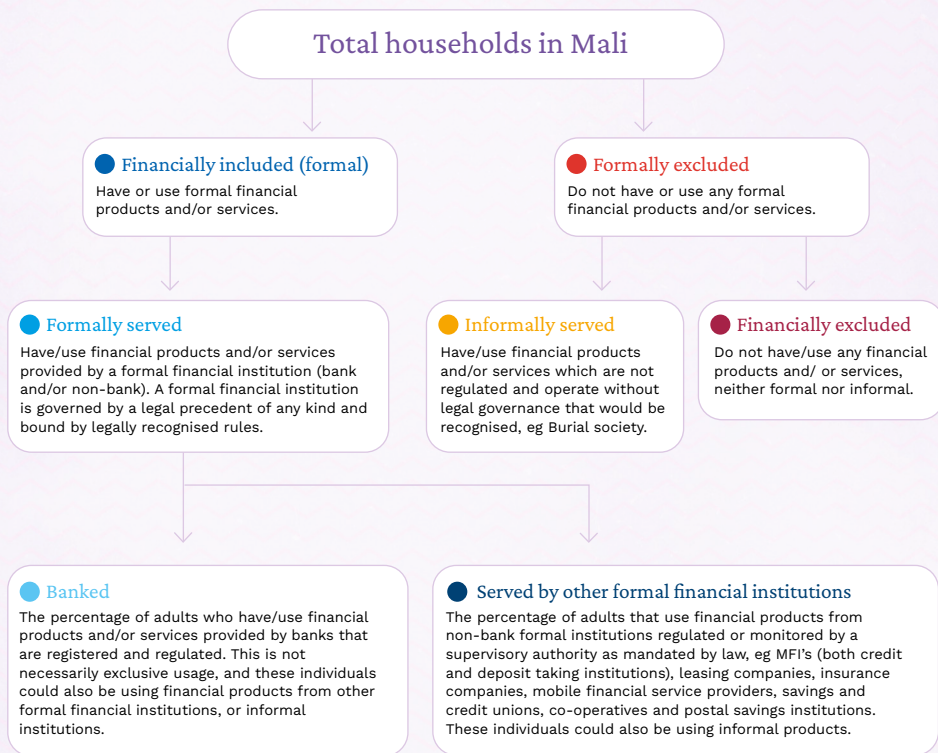 Total households in Mali
Financially included (formal)
Have or use formal financial
products and/or services.
Formally excluded
Do not have or use any formal
financial products and/or services.
Formally served
Have/use financial products and/or services
provided by a formal financial institution (bank
and/or non-bank). A formal financial institution
is governed by a legal precedent of any kind and
bound by legally recognised rules.
Informally served
Have/use financial products
and/or services which are not
regulated and operate without
legal governance that would be
recognised, eg Burial society.
Financially excluded
Do not have/use any financial
products and/ or services,
neither formal nor informal.
Banked
The percentage of adults who have/use financial
products and/or services provided by banks that
are registered and regulated. This is not
necessarily exclusive usage, and these individuals
could also be using financial products from other
formal financial institutions, or informal
institutions.
Served by other formal financial institutions
The percentage of adults that use financial products from
non-bank formal institutions regulated or monitored by a
supervisory authority as mandated by law, eg MFI's (both credit
and deposit taking institutions), leasing companies, insurance
companies, mobile financial service providers, savings and
credit unions, co-operatives and postal savings institutions.
These individuals could also be using informal products.